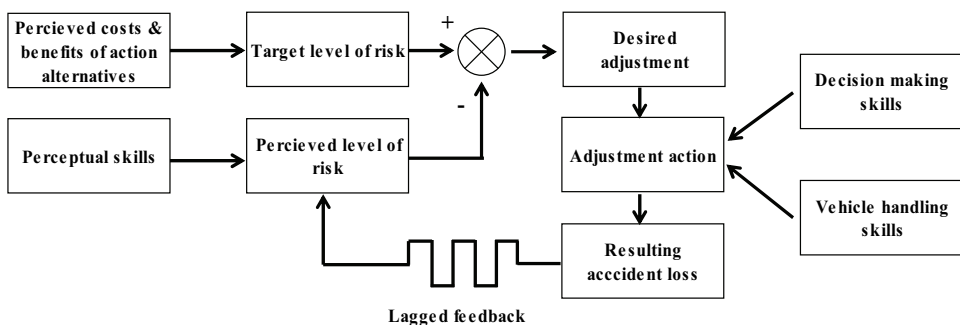 Percieved costs &
benefits of action
alternatives
Target level of risk
+
-
Desired
adjustment
Decision making
skills
Perceptual skills
Percieved level of
risk
Adjustment action
Vehicle handling
skills
Resulting
acccident loss
Lagged feedback